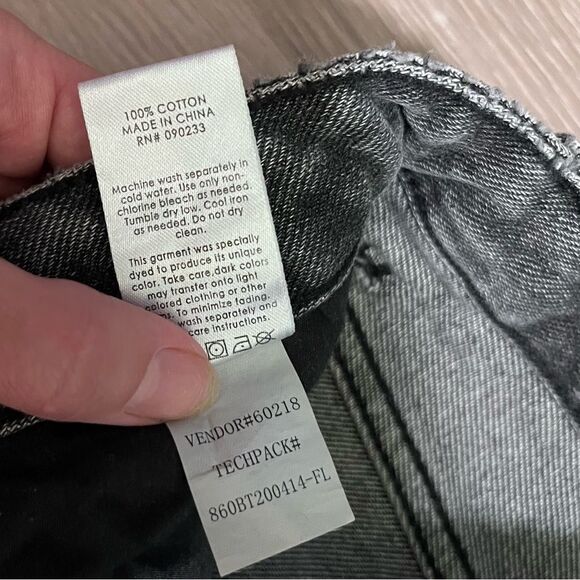 100% COTTON
MADE IN CHINA
RN# 090233
Machine wash separately in
cold water. Use only non-
chlorine bleach as needed.
Tumble dry low. Cool iron
as needed. Do not dry
clean.
This garment was specially
dyed to produce its unique
color. Take care, dark colors
may transfer onto light
colored clothing or other
To minimize fading,
wash separately and
care instructions.
VENDOR#60218
TECHPACK#
860BT200414-FL